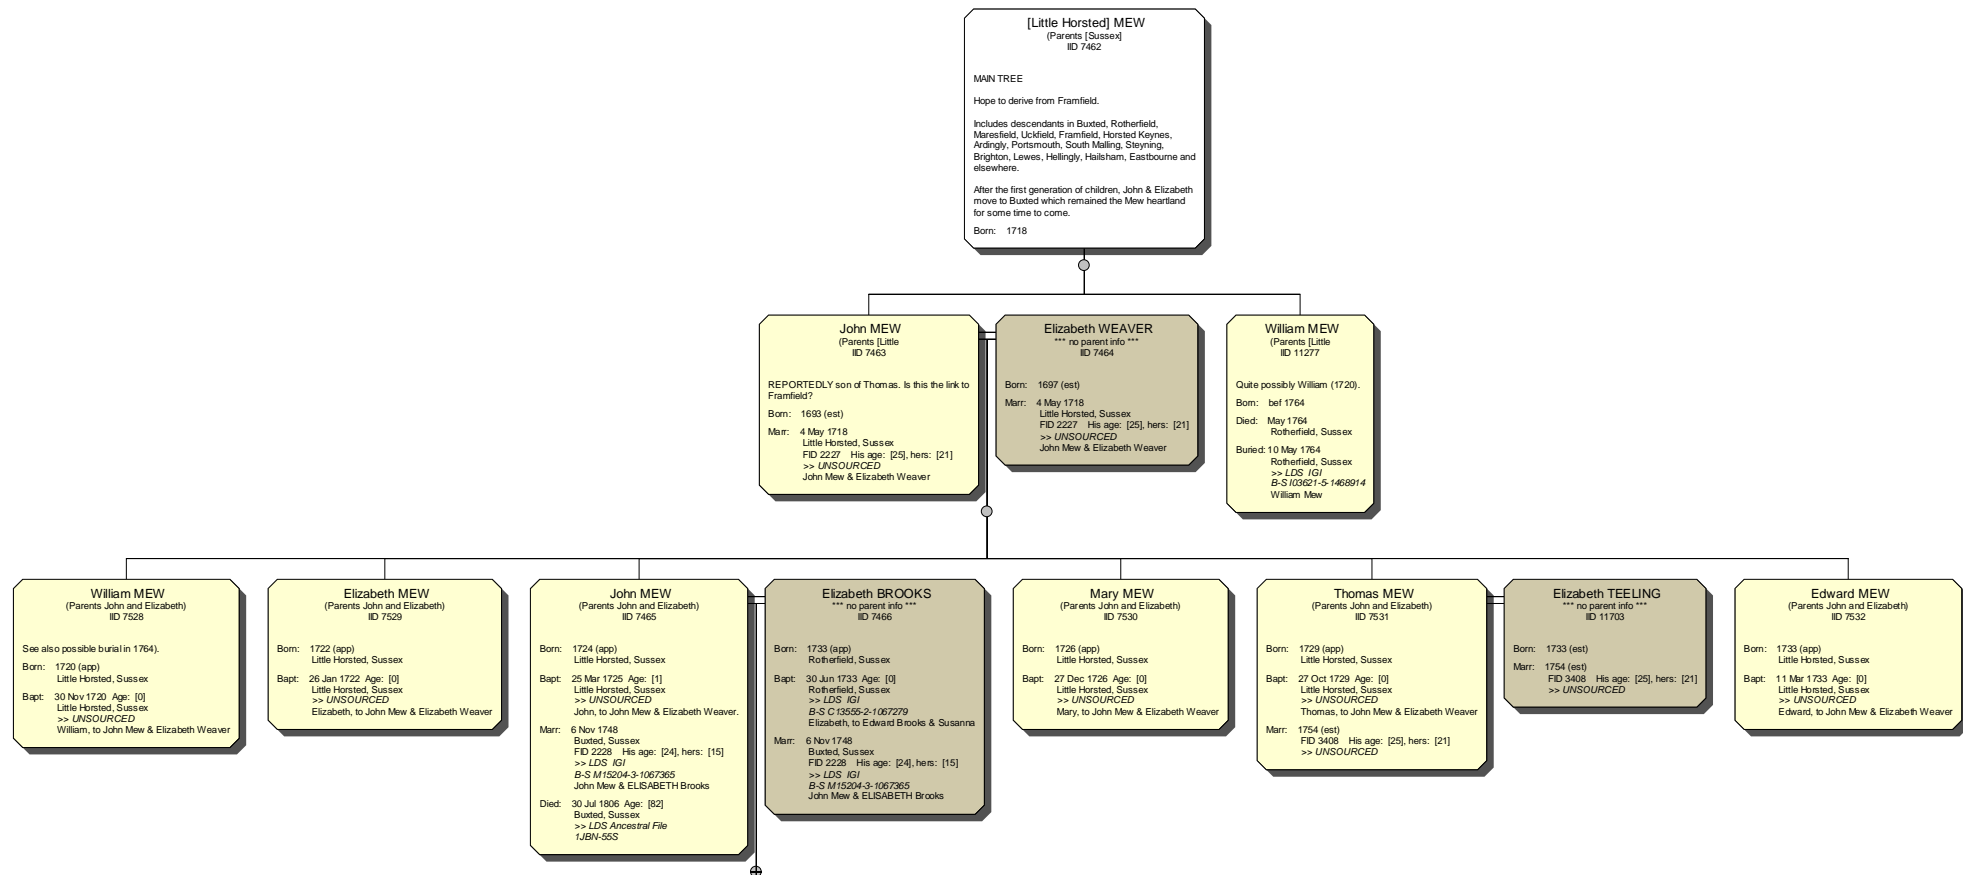 [Little Horsted] MEW
(Parents [Sussex]
IID 7462
MAIN TREE
Hope to derive from Framfield.
Includes descendants in Buxted, Rotherfield,
Maresfield, Uckfield, Framfield, Horsted Keynes,
Ardingly, Portsmouth, South Malling, Steyning,
Brighton, Lewes, Hellingly, Hailsham, Eastbourne and
elsewhere.
After the first generation of children, John & Elizabeth
move to Buxted which remained the Mew heartland
for some time to come.
Born: 1718
John MEW
(Parents [Little
IID 7463
REPORTEDLY son of Thomas. Is this the link to
Framfield?
Born: 1693 (est)
Marr: 4 May 1718
Little Horsted, Sussex
FID 2227 His age: [25], hers: [21]
>> UNSOURCED
John Mew & Elizabeth Weaver
Elizabeth WEAVER
*** no parent info ***
IID 7464
Born: 1697 (est)
Marr: 4 May 1718
Little Horsted, Sussex
FID 2227 His age: [25], hers: [21]
>> UNSOURCED
John Mew & Elizabeth Weaver
William MEW
(Parents [Little
IID 11277
Quite possibly William (1720).
Born: bef 1764
Died: May 1764
Rotherfield, Sussex
Buried: 10 May 1764
Rotherfield, Sussex
>> LDS IGI
B-S I03621-5-1468914
William Mew
William MEW
(Parents John and Elizabeth)
IID 7528
See also possible burial in 1764).
Born: 1720 (app)
Little Horsted, Sussex
Bapt: 30 Nov 1720 Age: [0]
Little Horsted, Sussex
>> UNSOURCED
William, to John Mew & Elizabeth Weaver
Elizabeth MEW
(Parents John and Elizabeth)
IID 7529
Born: 1722 (app)
Little Horsted, Sussex
Bapt: 26 Jan 1722 Age: [0]
Little Horsted, Sussex
>> UNSOURCED
Elizabeth, to John Mew & Elizabeth Weaver
John MEW
(Parents John and Elizabeth)
IID 7465
Born: 1724 (app)
Little Horsted, Sussex
Bapt: 25 Mar 1725 Age: [1]
Little Horsted, Sussex
>> UNSOURCED
John, to John Mew & Elizabeth Weaver.
Marr: 6 Nov 1748
Buxted, Sussex
FID 2228 His age: [24], hers: [15]
>> LDS IGI
B-S M15204-3-1067365
John Mew & ELISABETH Brooks
Died: 30 Jul 1806 Age: [82]
Buxted, Sussex
>> LDS Ancestral File
1JBN-55S
Elizabeth BROOKS
*** no parent info ***
IID 7466
Born: 1733 (app)
Rotherfield, Sussex
Bapt: 30 Jun 1733 Age: [0]
Rotherfield, Sussex
>> LDS IGI
B-S C13555-2-1067279
Elizabeth, to Edward Brooks & Susanna
Marr: 6 Nov 1748
Buxted, Sussex
FID 2228 His age: [24], hers: [15]
>> LDS IGI
B-S M15204-3-1067365
John Mew & ELISABETH Brooks
Mary MEW
(Parents John and Elizabeth)
IID 7530
Born: 1726 (app)
Little Horsted, Sussex
Bapt: 27 Dec 1726 Age: [0]
Little Horsted, Sussex
>> UNSOURCED
Mary, to John Mew & Elizabeth Weaver
Thomas MEW
(Parents John and Elizabeth)
IID 7531
Born: 1729 (app)
Little Horsted, Sussex
Bapt: 27 Oct 1729 Age: [0]
Little Horsted, Sussex
>> UNSOURCED
Thomas, to John Mew & Elizabeth Weaver
Marr: 1754 (est)
FID 3408 His age: [25], hers: [21]
>> UNSOURCED
Elizabeth TEELING
*** no parent info ***
IID 11703
Born: 1733 (est)
Marr: 1754 (est)
FID 3408 His age: [25], hers: [21]
>> UNSOURCED
Edward MEW
(Parents John and Elizabeth)
IID 7532
Born: 1733 (app)
Little Horsted, Sussex
Bapt: 11 Mar 1733 Age: [0]
Little Horsted, Sussex
>> UNSOURCED
Edward, to John Mew & Elizabeth Weaver